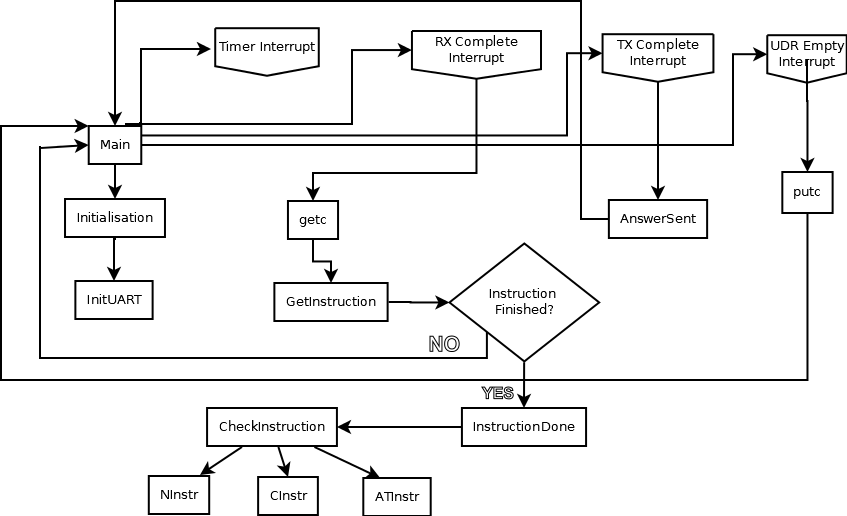 Timer Interrupt
RX Complete
Interrupt
TX Complete
Interrupt
UDR Empty
Interrupt
Main
putc
Initialisation
getc
AnswerSent
InitUART
GetInstruction
Instruction
Finished?
NO
YES
CheckInstruction
InstructionDone
NInstr
CInstr
ATInstr